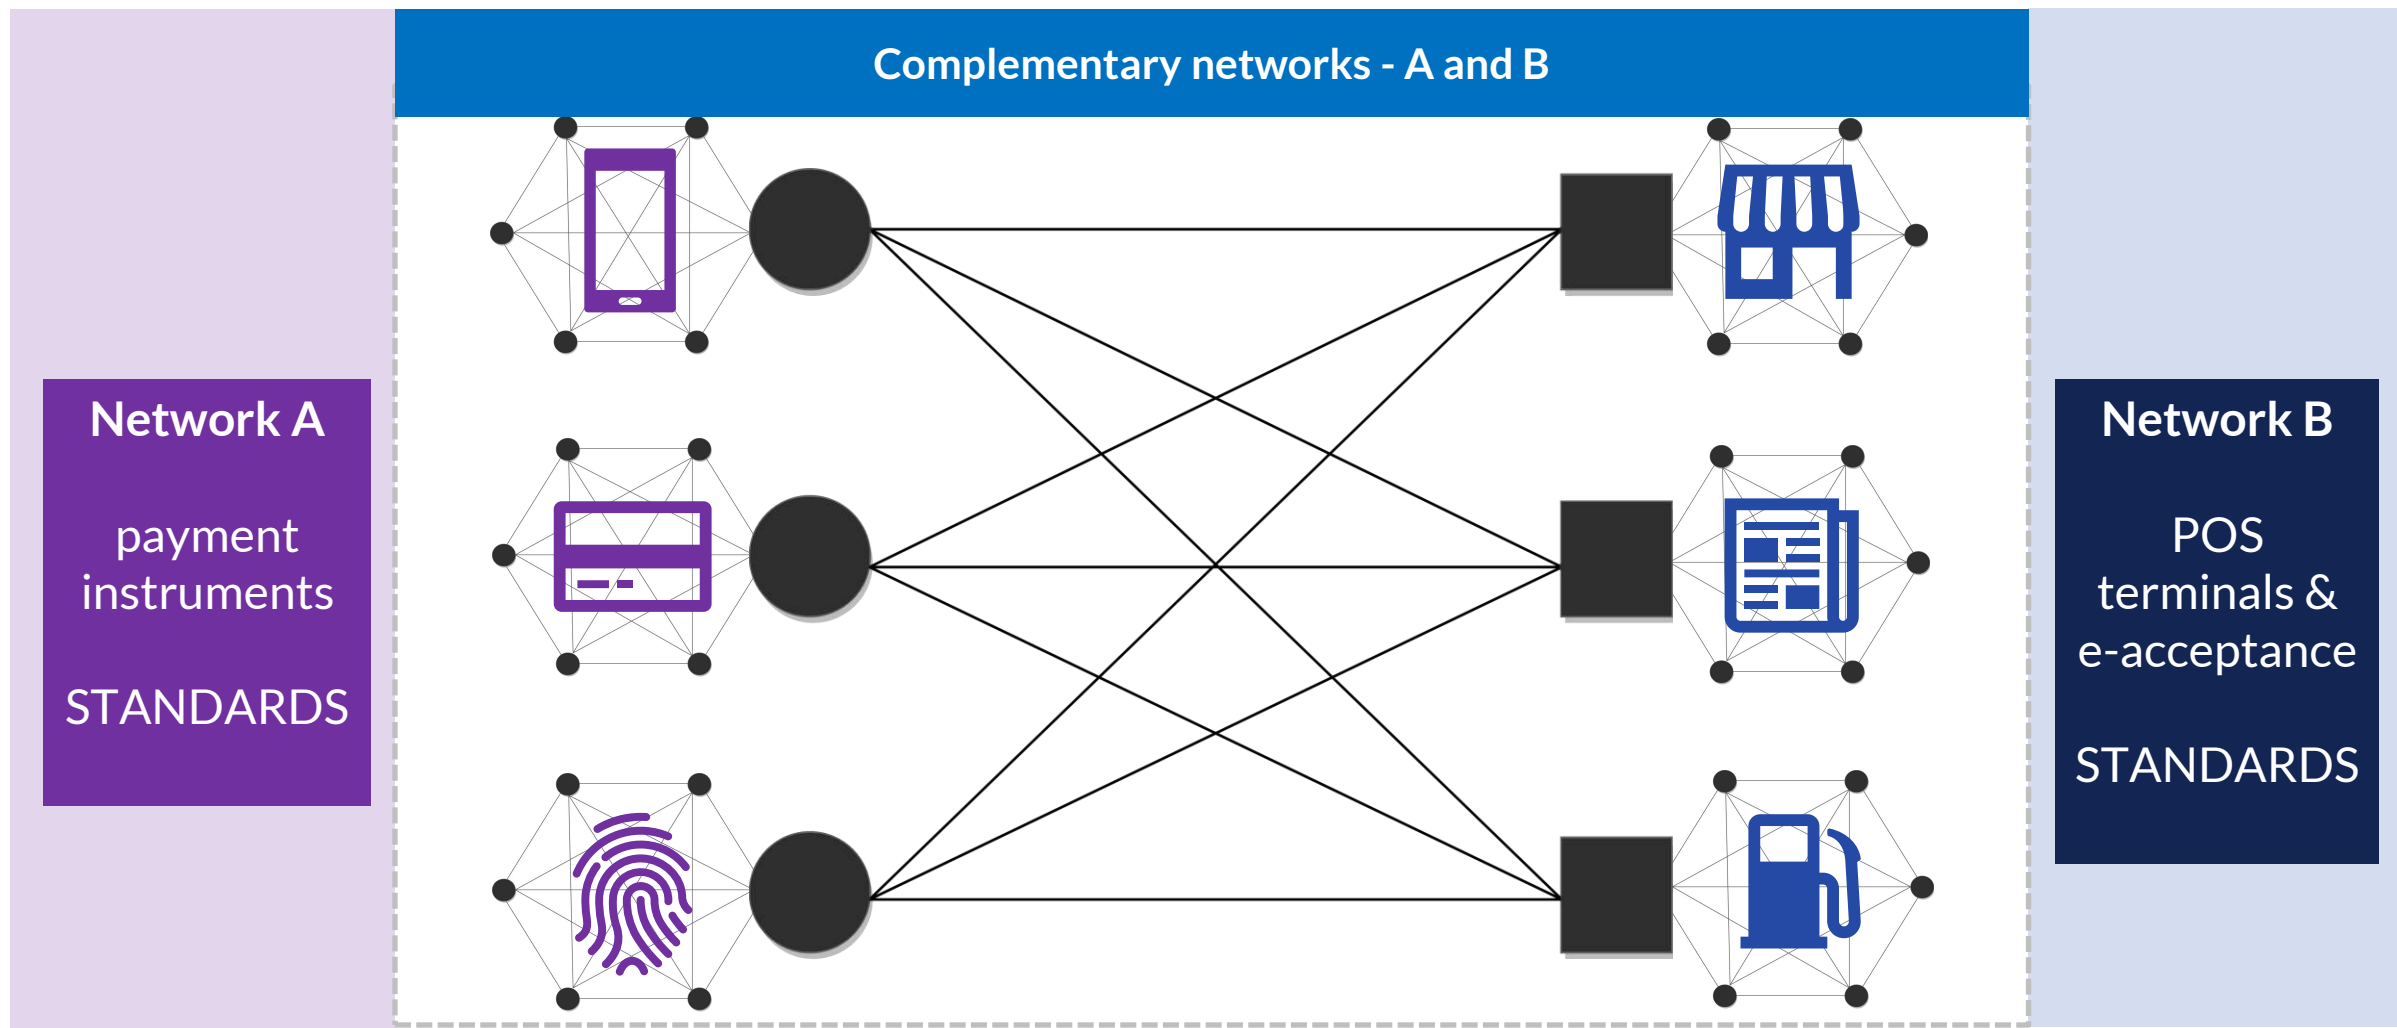 Complementary networks - A and B
Network A
payment
instruments
STANDARDS
Network B
POS
terminals &
e-acceptance
STANDARDS